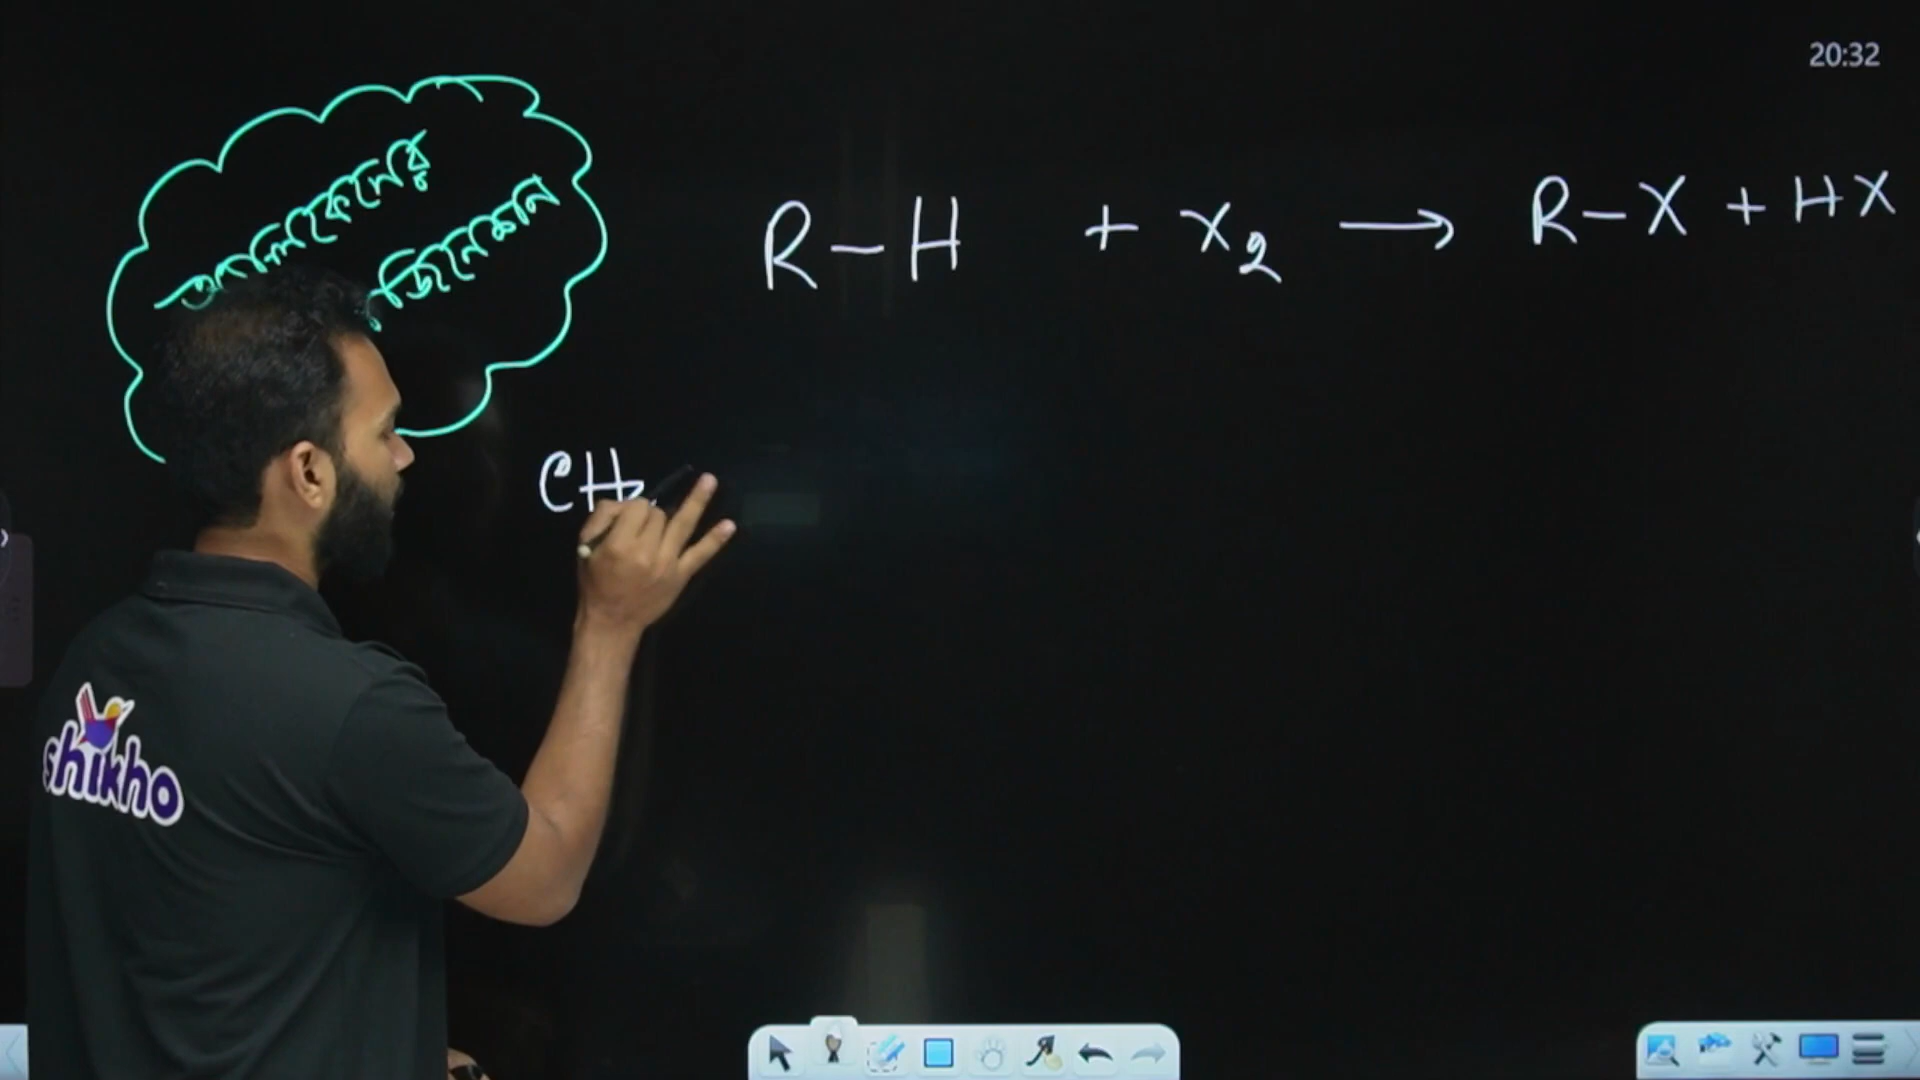 20:32
অ্যালকেনের
জিনেশন
R-H + X₂ → R-X + HX
CH
shikho